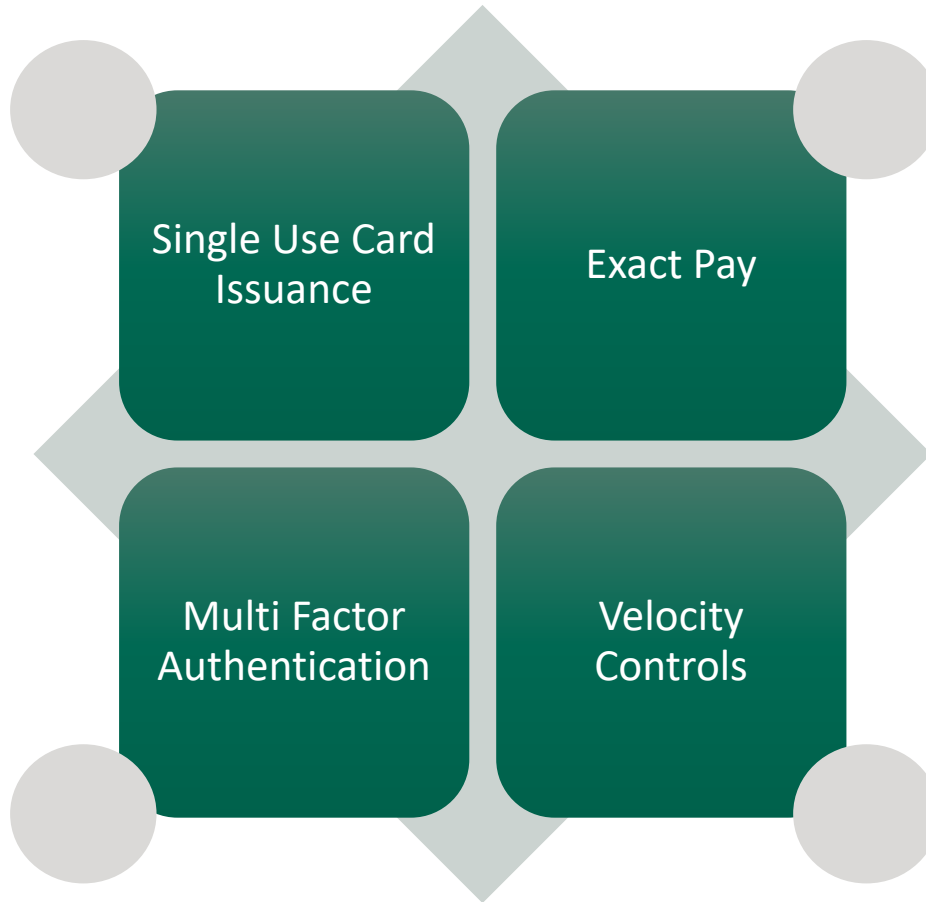 Single Use Card
Issuance
Exact Pay
Multi Factor
Authentication
Velocity
Controls